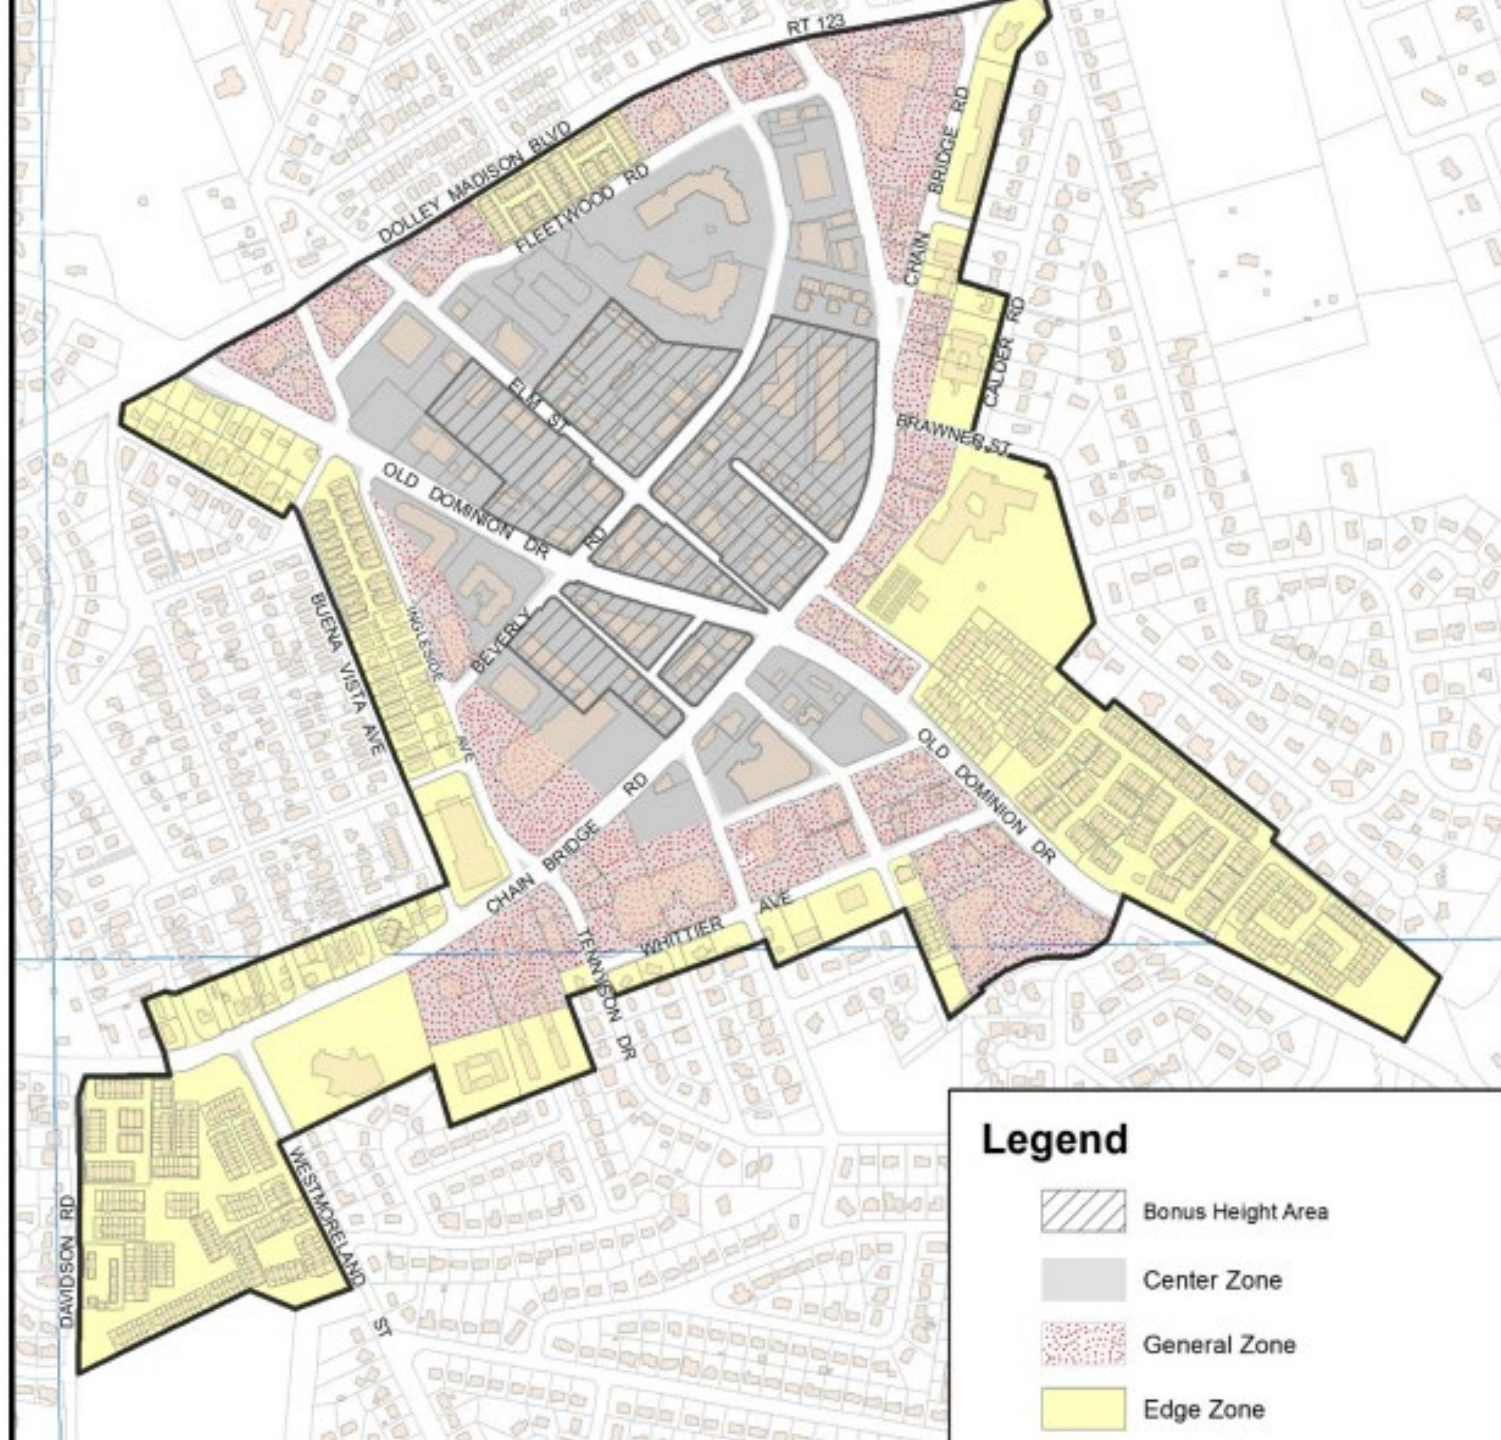 RT 123
DOLLEY MADISON BLVD
FLEETWOOD RD
CHAIN BRIDGE RD
CALDER RD
BRAWNER ST
ELM ST
OLD DOMINION DR
BEVERLY RD
INGLESIDE AVE
BUENA VISTA AVE
OLD DOMINION DR
CHAIN BRIDGE RD
WHITTIER AVE
TENNYSON DR
WESTMORELAND ST
DAVIDSON RD
Legend
Bonus Height Area
Center Zone
General Zone
Edge Zone